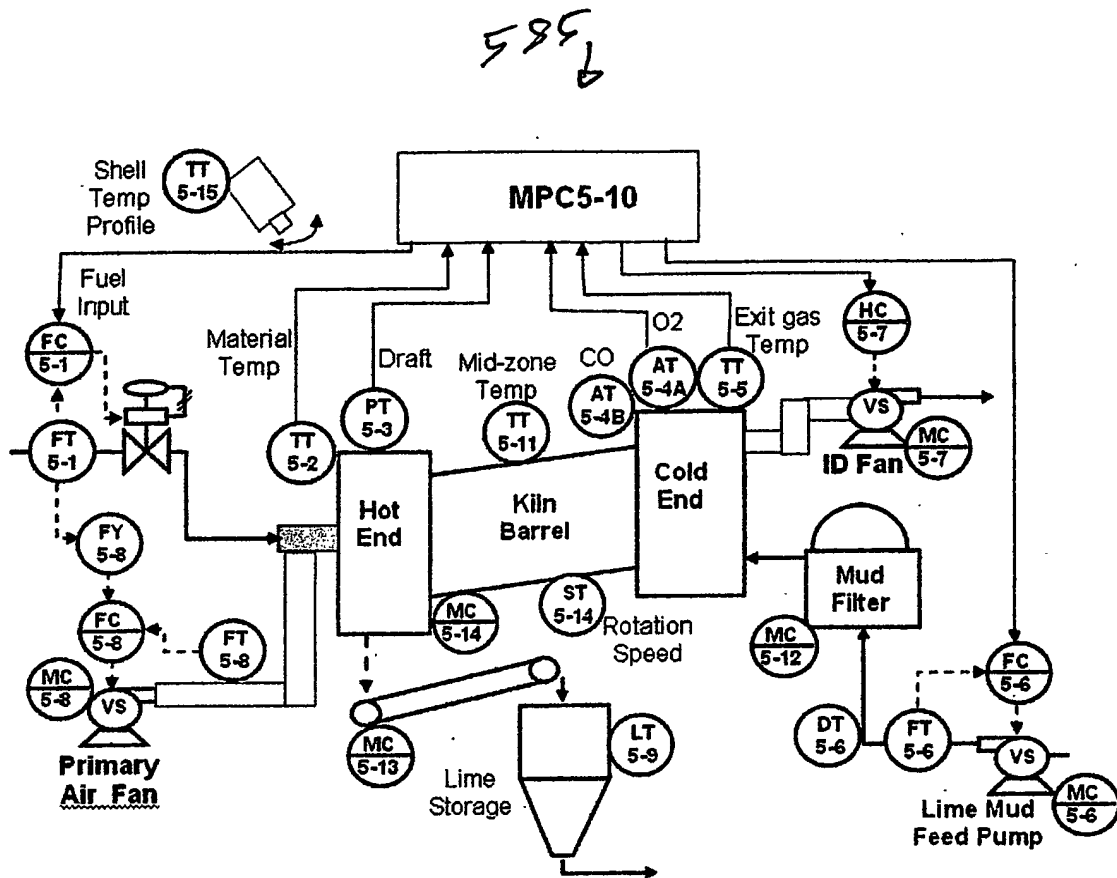 585
MPC5-10
Shell
Temp
Profile
TT
5-15
Fuel
Input
FC
5-1
FT
5-1
FY
5-8
FC
5-8
FT
5-8
MC
5-8
VS
Primary
Air Fan
Material
Temp
TT
5-2
Draft
PT
5-3
Mid-zone
Temp
TT
5-11
CO
AT
5-4B
O2
AT
5-4A
Exit gas
Temp
TT
5-5
HC
5-7
VS
MC
5-7
ID Fan
Hot
End
Kiln
Barrel
Cold
End
MC
5-14
ST
5-14
Rotation
Speed
MC
5-13
Lime
Storage
LT
5-9
Mud
Filter
MC
5-12
DT
5-6
FT
5-6
FC
5-6
VS
MC
5-6
Lime Mud
Feed Pump